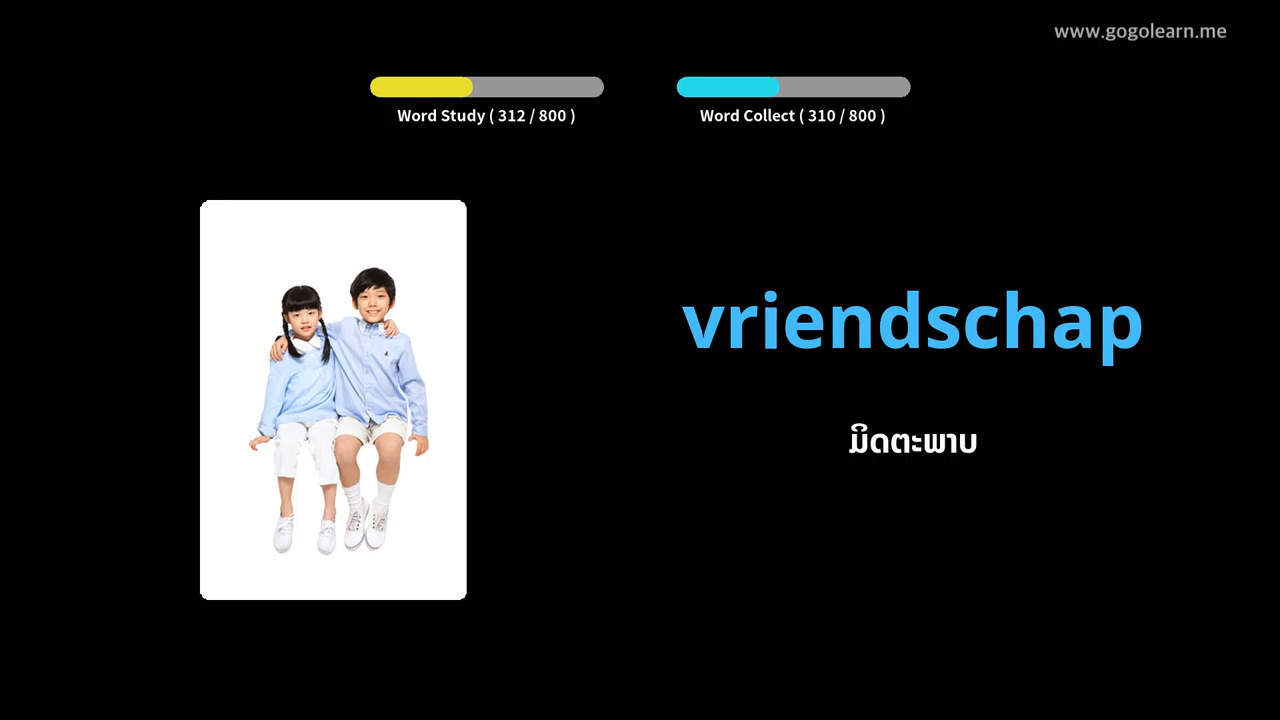 www.gogolearn.me
Word Study ( 312 / 800 )
Word Collect ( 310 / 800 )
vriendschap
ມິດຕະພາບ